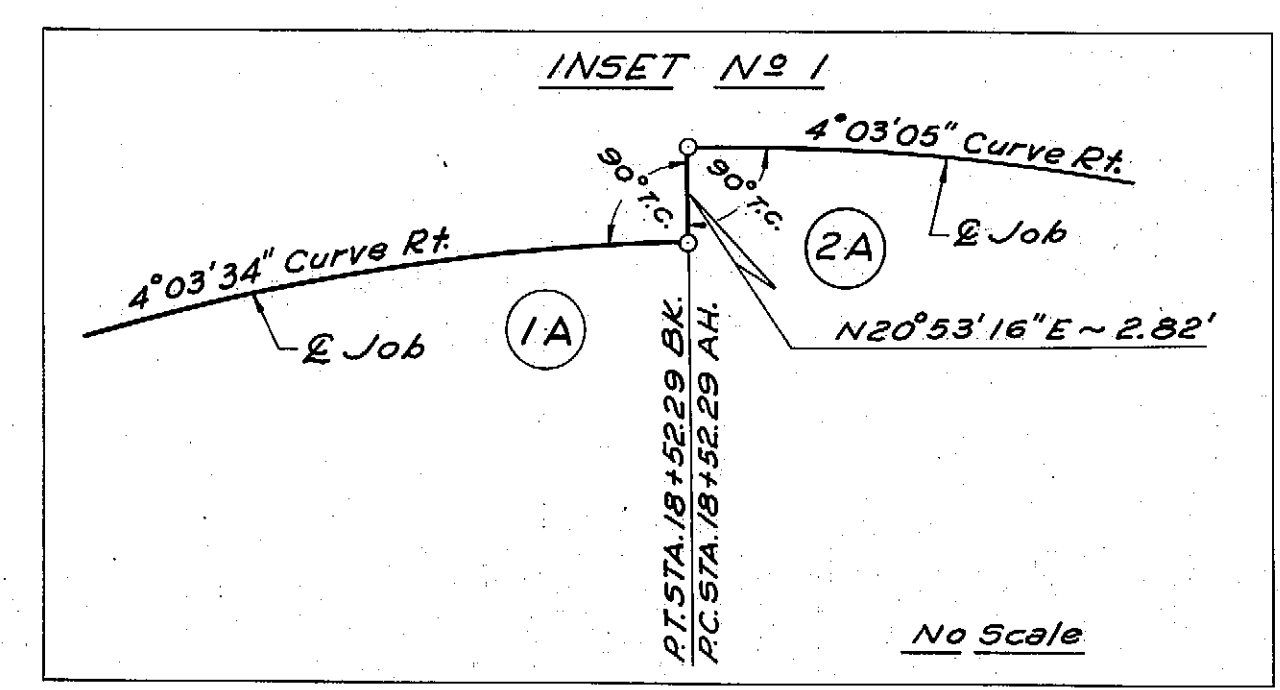 INSET Nº 1
4°03'05" Curve Rt.
90° T.C.
90° T.C.
℄ Job
2A
4°03'34" Curve Rt.
℄ Job
1A
N20°53'16"E ~ 2.82'
P.T. STA. 18+52.29 BK.
P.C. STA. 18+52.29 AH.
No Scale